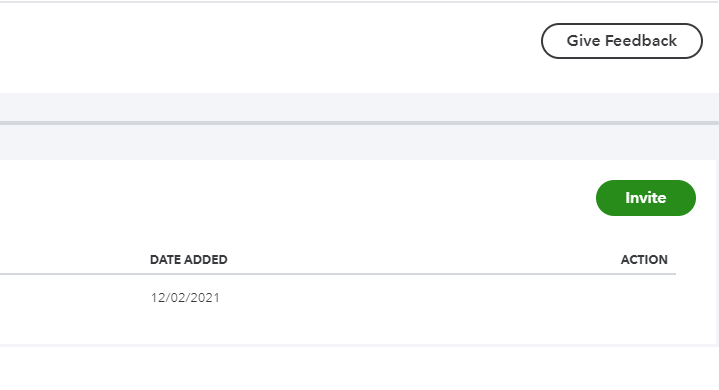 Give Feedback
Invite
DATE ADDED ACTION
12/02/2021